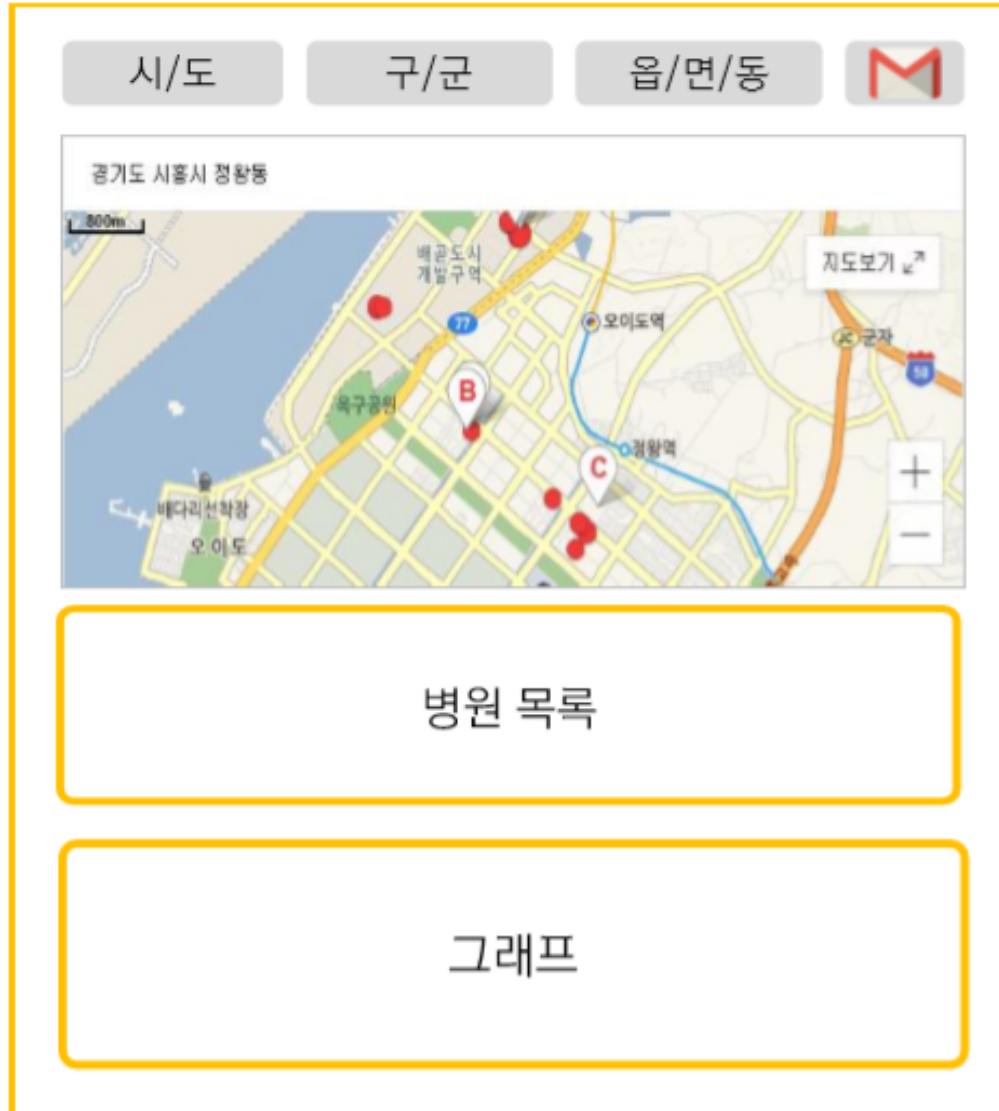 시/도
구/군
읍/면/동
경기도 시흥시 정왕동
800m
지도보기
배곧도시
개발구역
77
오이도역
군자
50
B
옥구공원
정왕역
C
배다리선착장
오이도
병원 목록
그래프